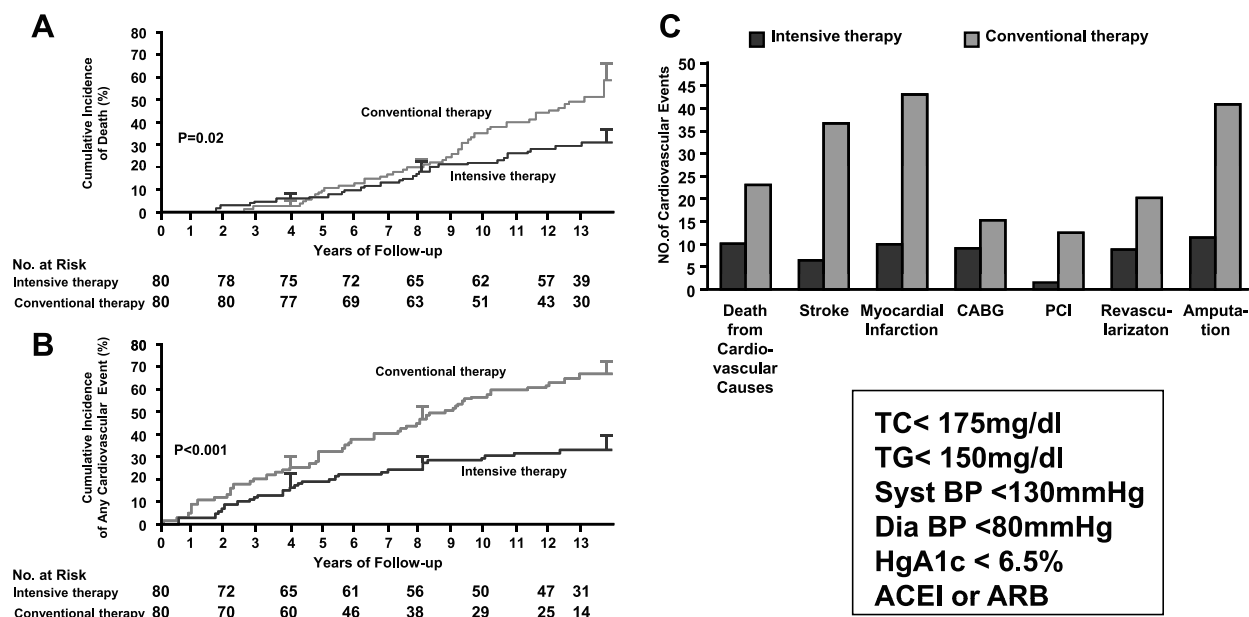 A
Cumulative Incidence
of Death (%)
80
70
60
50
40
30
20
10
0
Conventional therapy
P=0.02
Intensive therapy
0 1 2 3 4 5 6 7 8 9 10 11 12 13
Years of Follow-up
No. at Risk
Intensive therapy 80 78 75 72 65 62 57 39
Conventional therapy 80 80 77 69 63 51 43 30
B
Cumulative Incidence
of Any Cardiovascular Event (%)
80
70
60
50
40
30
20
10
0
Conventional therapy
P<0.001
Intensive therapy
0 1 2 3 4 5 6 7 8 9 10 11 12 13
Years of Follow-up
No. at Risk
Intensive therapy 80 72 65 61 56 50 47 31
Conventional therapy 80 70 60 46 38 29 25 14
C
Intensive therapy Conventional therapy
NO.of Cardiovascular Events
50
45
40
35
30
25
20
15
10
5
0
Death
from
Cardio-
vascular
Causes
Stroke
Myocardial
Infarction
CABG
PCI
Revascu-
larizaton
Amputa-
tion
TC< 175mg/dl
TG< 150mg/dl
Syst BP <130mmHg
Dia BP <80mmHg
HgA1c < 6.5%
ACEI or ARB